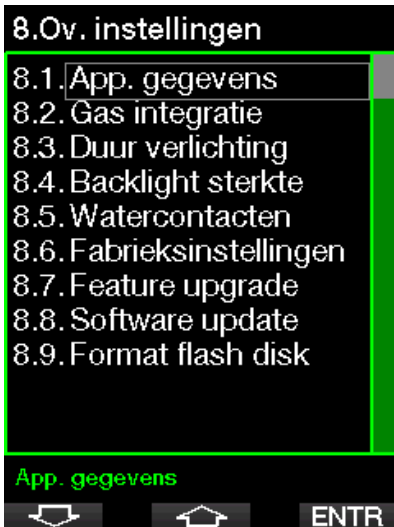 8.Ov. instellingen
8.1. App. gegevens
8.2. Gas integratie
8.3. Duur verlichting
8.4. Backlight sterkte
8.5. Watercontacten
8.6. Fabrieksinstellingen
8.7. Feature upgrade
8.8. Software update
8.9. Format flash disk
App. gegevens
ENTR